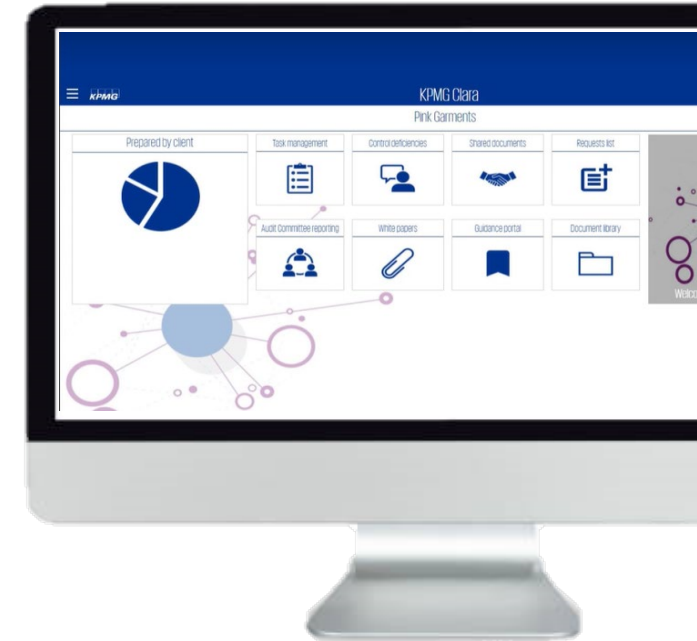 KPMG
KPMG Clara
Pink Garments
Prepared by client
Task management
Control deficiencies
Shared documents
Requests list
Audit Committee reporting
White papers
Guidance portal
Document library